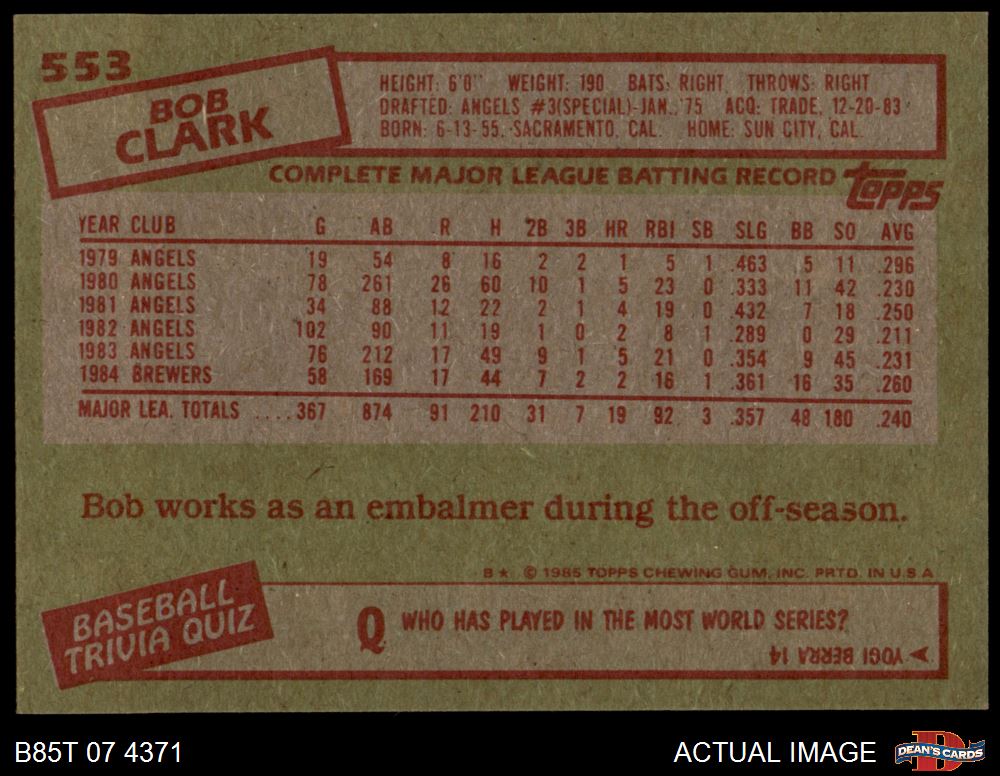 553
BOB
CLARK
HEIGHT: 6'0" WEIGHT: 190 BATS: RIGHT THROWS: RIGHT
DRAFTED: ANGELS #3(SPECIAL)-JAN., '75 ACQ: TRADE, 12-20-83
BORN: 6-13-55, SACRAMENTO, CAL. HOME: SUN CITY, CAL.
COMPLETE MAJOR LEAGUE BATTING RECORD
TOPPS
YEAR CLUB G AB R H 2B 3B HR RBI SB SLG BB SO AVG
1979 ANGELS 19 54 8 16 2 2 1 5 1 .463 5 11 .296
1980 ANGELS 78 261 26 60 10 1 5 23 0 .333 11 42 .230
1981 ANGELS 34 88 12 22 2 1 4 19 0 .432 7 18 .250
1982 ANGELS 102 90 11 19 1 0 2 8 1 .289 0 29 .211
1983 ANGELS 76 212 17 49 9 1 5 21 0 .354 9 45 .231
1984 BREWERS 58 169 17 44 7 2 2 16 1 .361 16 35 .260
MAJOR LEA. TOTALS ....367 874 91 210 31 7 19 92 3 .357 48 180 .240
Bob works as an embalmer during the off-season.
B★ © 1985 TOPPS CHEWING GUM, INC. PRTD. IN U S A
BASEBALL
TRIVIA QUIZ
Q WHO HAS PLAYED IN THE MOST WORLD SERIES?
YOGI BERRA 14
B85T 07 4371
ACTUAL IMAGE
DEAN'S CARDS